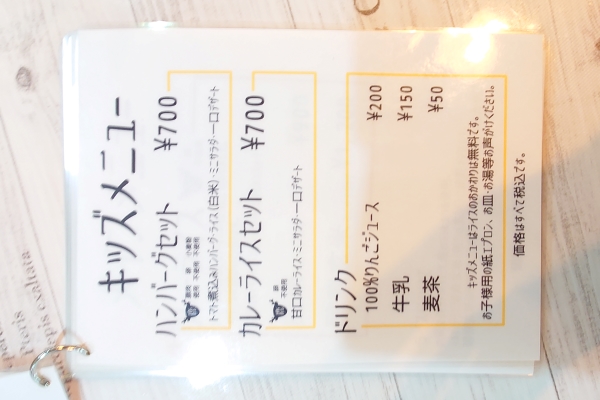 キッズメニュー
ハンバーグセット ¥700
トマト煮込みハンバーグ・ライス(白米)・ミニサラダ・一口デザート
カレーライスセット ¥700
卵
不使用
甘口カレーライス・ミニサラダ・一口デザート
ドリンク
100%りんごジュース ¥200
牛乳 ¥150
麦茶 ¥50
キッズメニューはライスのおかわりは無料です。
お子様用の紙エプロン、お皿・お湯等お声がけください。
価格はすべて税込です。